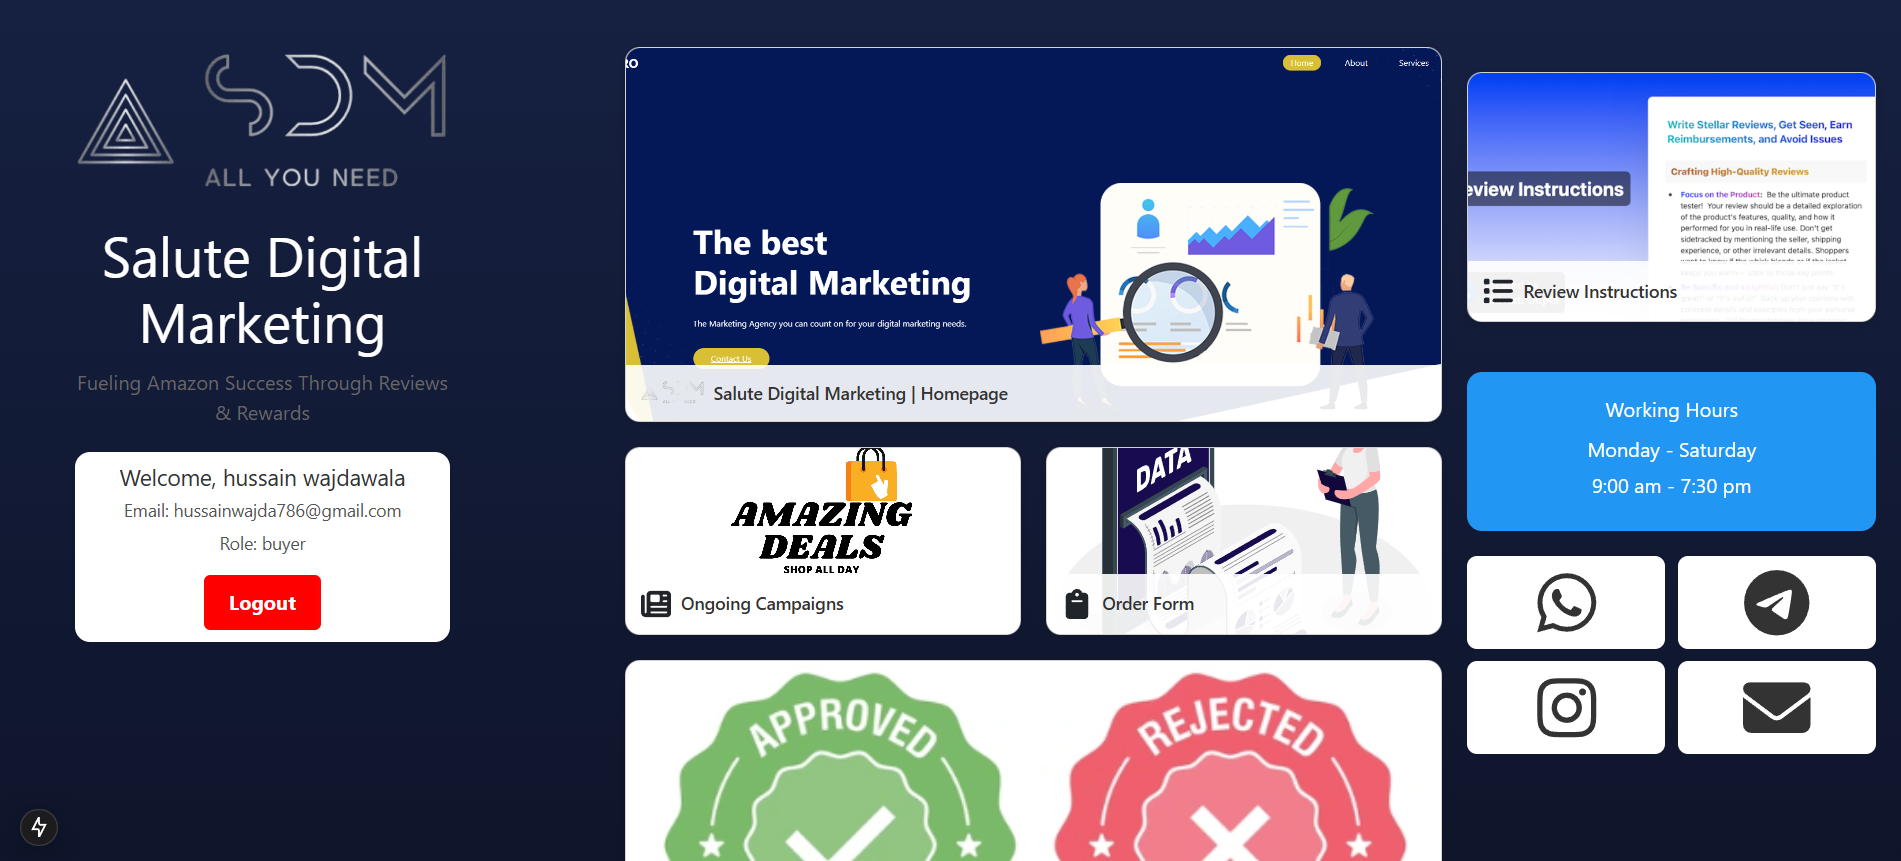 SDM
ALL YOU NEED
Salute Digital
Marketing
Fueling Amazon Success Through Reviews
& Rewards
Welcome, hussain wajdawala
Email: hussainwajda786@gmail.com
Role: buyer
Logout
RO
Home
About
Services
The best
Digital Marketing
The Marketing Agency you can count on for your digital marketing needs.
Contact Us
SDM
Salute Digital Marketing | Homepage
AMAZING
DEALS
SHOP ALL DAY
Ongoing Campaigns
DATA
Order Form
APPROVED
REJECTED
Write Stellar Reviews, Get Seen, Earn
Reimbursements, and Avoid Issues
Crafting High-Quality Reviews
eview Instructions
Focus on the Product: Be the ultimate product
tester! Your review should be a detailed exploration
of the product's features, quality, and how it
performed for you in real-life use. Don't get
sidetracked by mentioning the seller, shipping
experience, or other irrelevant details. Shoppers
Review Instructions
Working Hours
Monday - Saturday
9:00 am - 7:30 pm